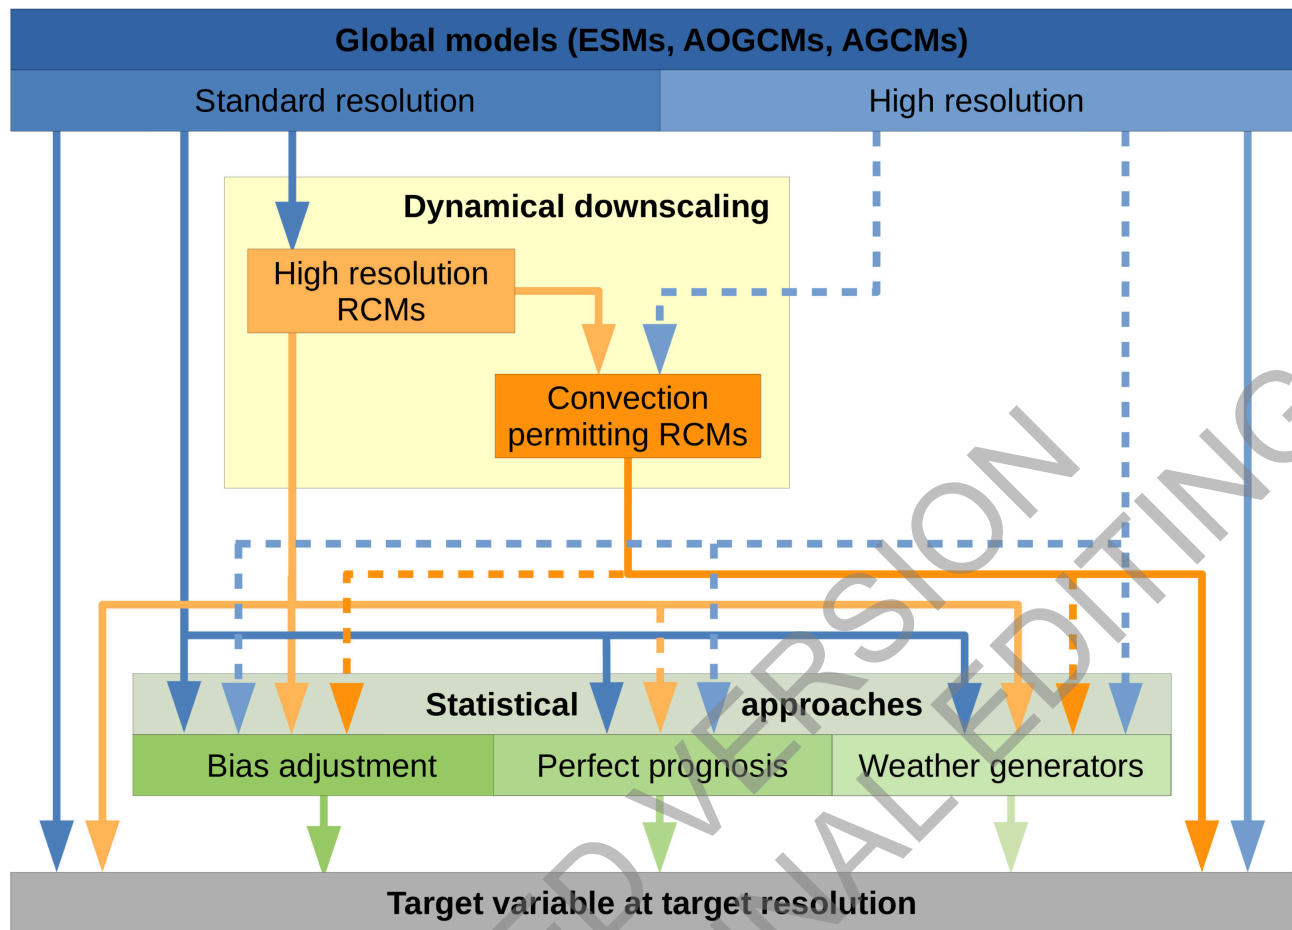 Global models (ESMs, AOGCMs, AGCMs)
Standard resolution
High resolution
Dynamical downscaling
High resolution
RCMs
Convection
permitting RCMs
Statistical approaches
Bias adjustment
Perfect prognosis
Weather generators
Target variable at target resolution
VERSION
EDITING